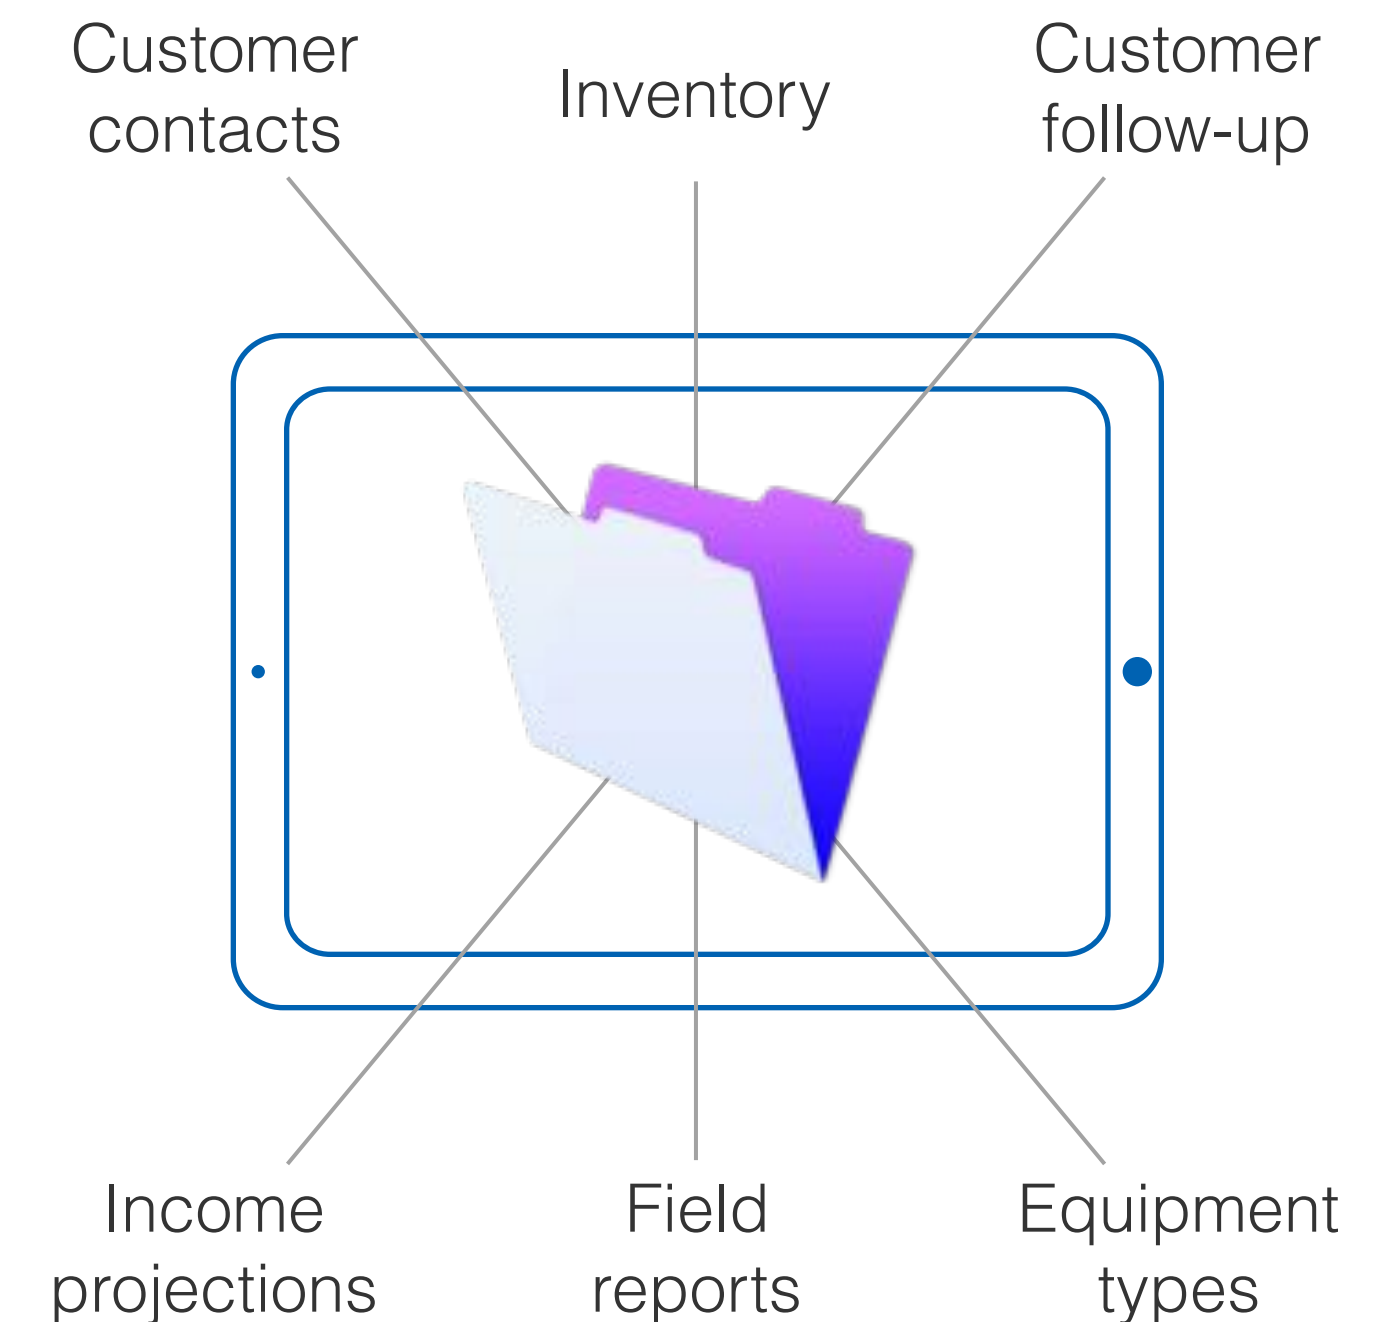 Customer
contacts
Inventory
Customer
follow-up
Income
projections
Field
reports
Equipment
types